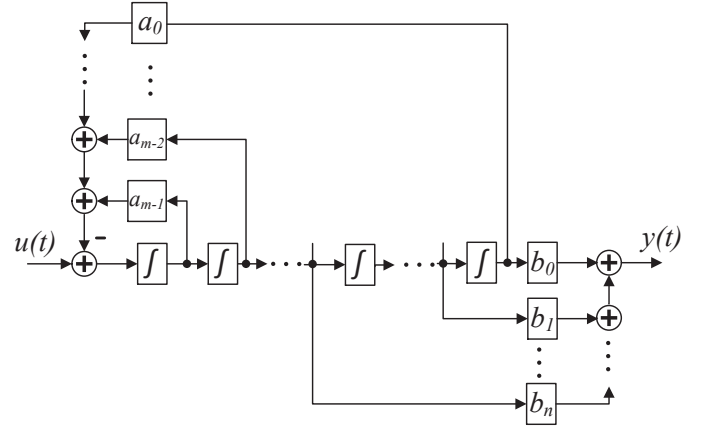 a0
am-2
am-1
u(t)
−
+
∫ ∫ ∫ ∫
b0
y(t)
b1
bn